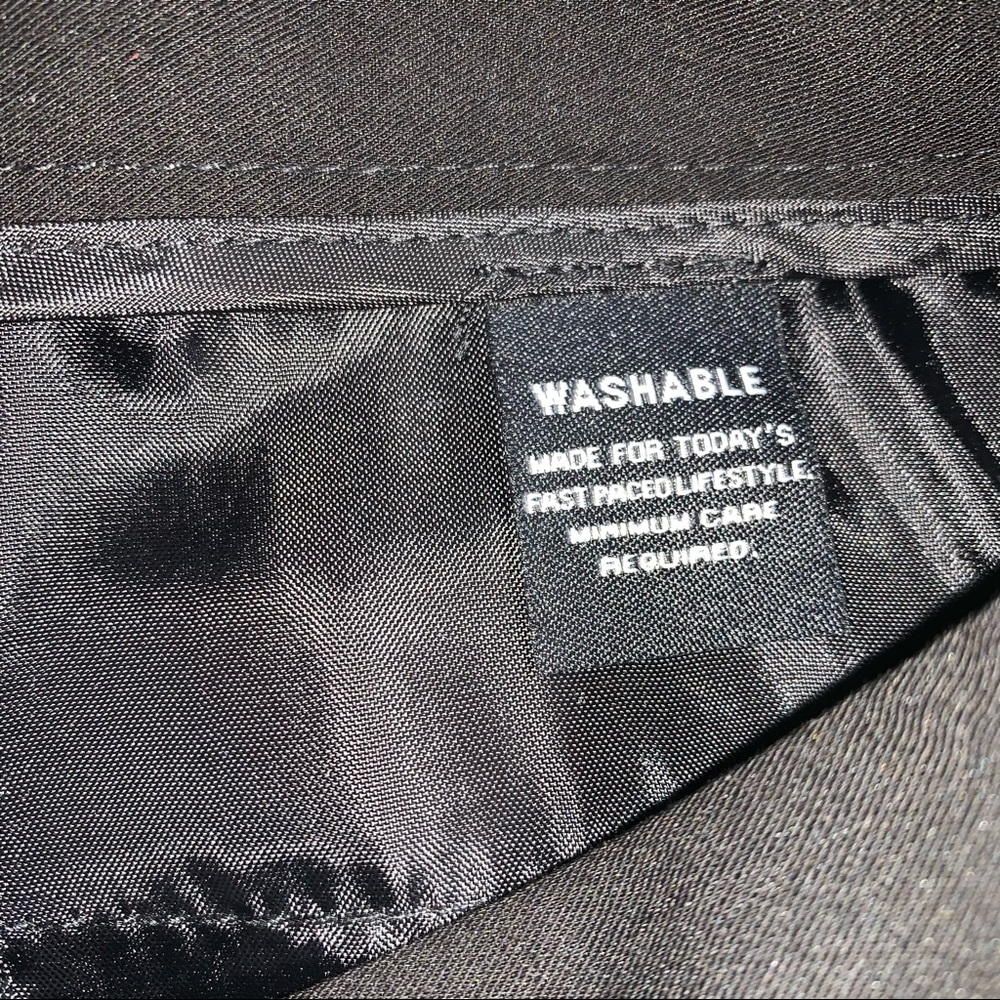 WASHABLE
MADE FOR TODAY'S
FAST PACED LIFESTYLE.
MINIMUM CARE
REQUIRED.